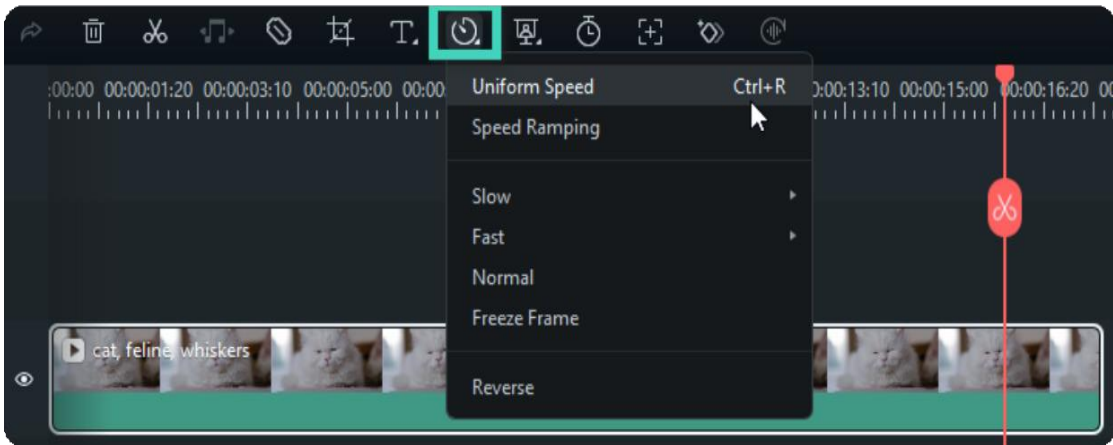 :00:00 00:00:01:20 00:00:03:10 00:00:05:00 00:00 0:00:13:10 00:00:15:00 00:00:16:20 00
Uniform Speed Ctrl+R
Speed Ramping
Slow
Fast
Normal
Freeze Frame
cat, feline, whiskers
Reverse